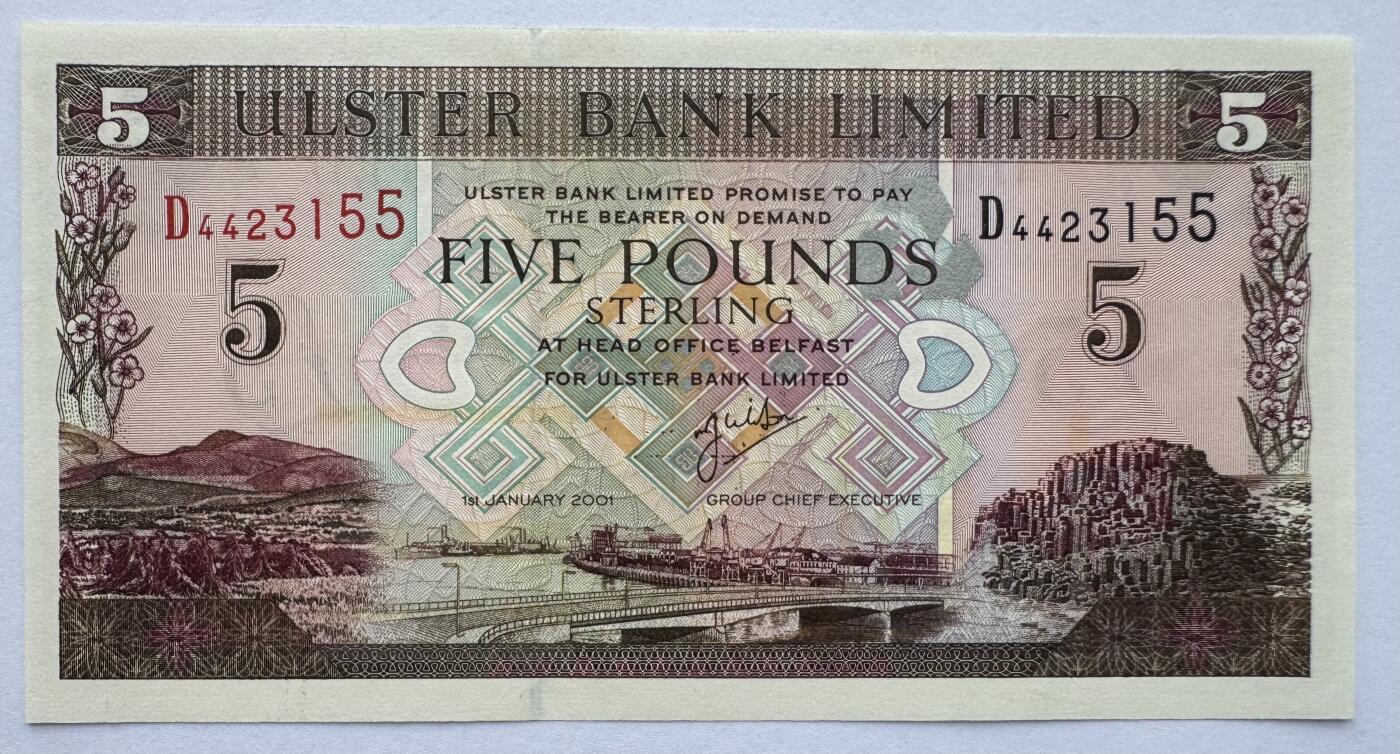 5 ULSTER BANK LIMITED 5
ULSTER BANK LIMITED PROMISE TO PAY
D4423155 THE BEARER ON DEMAND D4423155
FIVE POUNDS
5 STERLING 5
AT HEAD OFFICE BELFAST
FOR ULSTER BANK LIMITED
1st JANUARY 2001 GROUP CHIEF EXECUTIVE